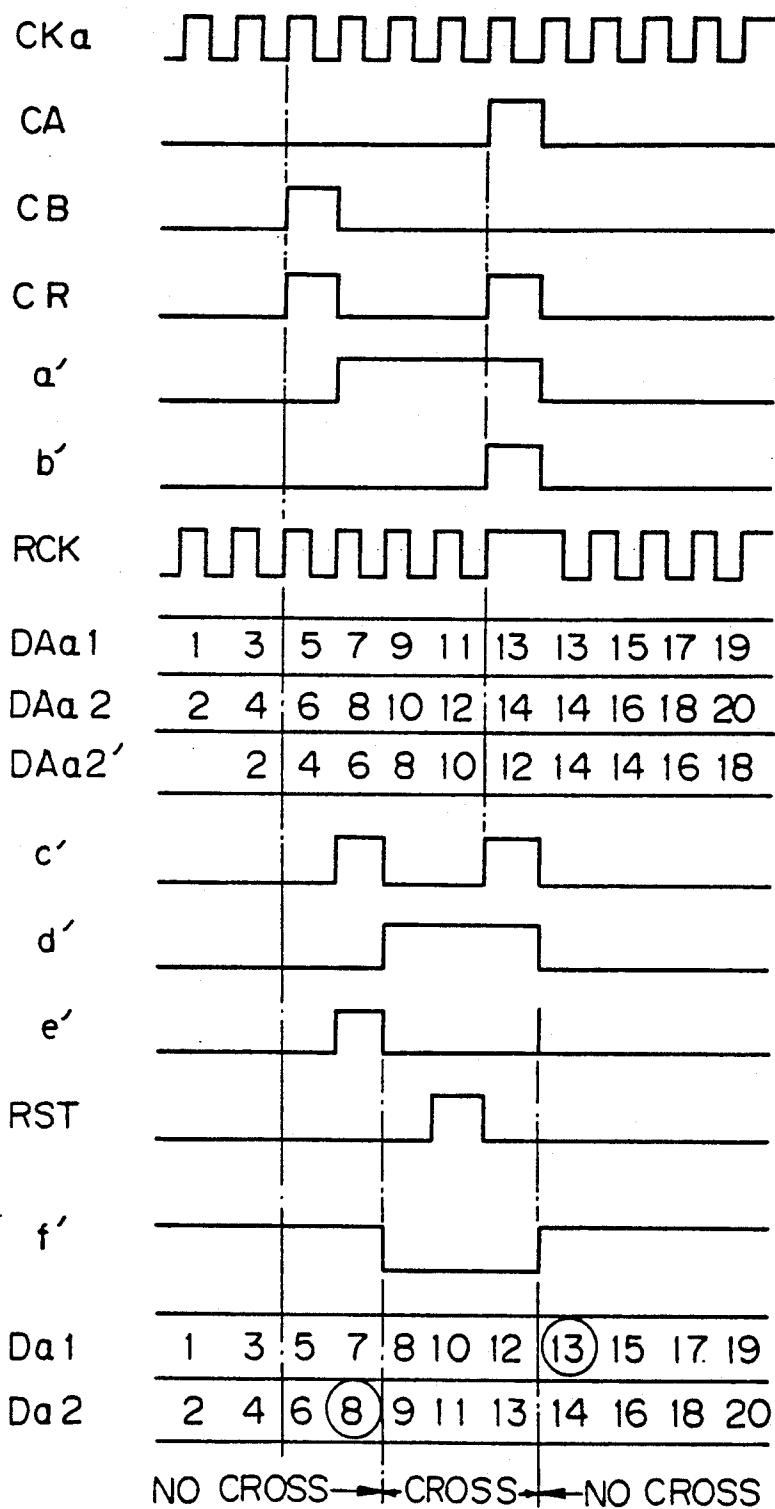 CKa
CA
CB
CR
a′
b′
RCK
DAa1 1 3 5 7 9 11 13 13 15 17 19
DAa2 2 4 6 8 10 12 14 14 16 18 20
DAa2′ 2 4 6 8 10 12 14 14 16 18
c′
d′
e′
RST
f′
Da1 1 3 5 7 8 10 12 13 15 17. 19
Da2 2 4 6 8 9 11 13 14 16 18 20
NO CROSS CROSS NO CROSS